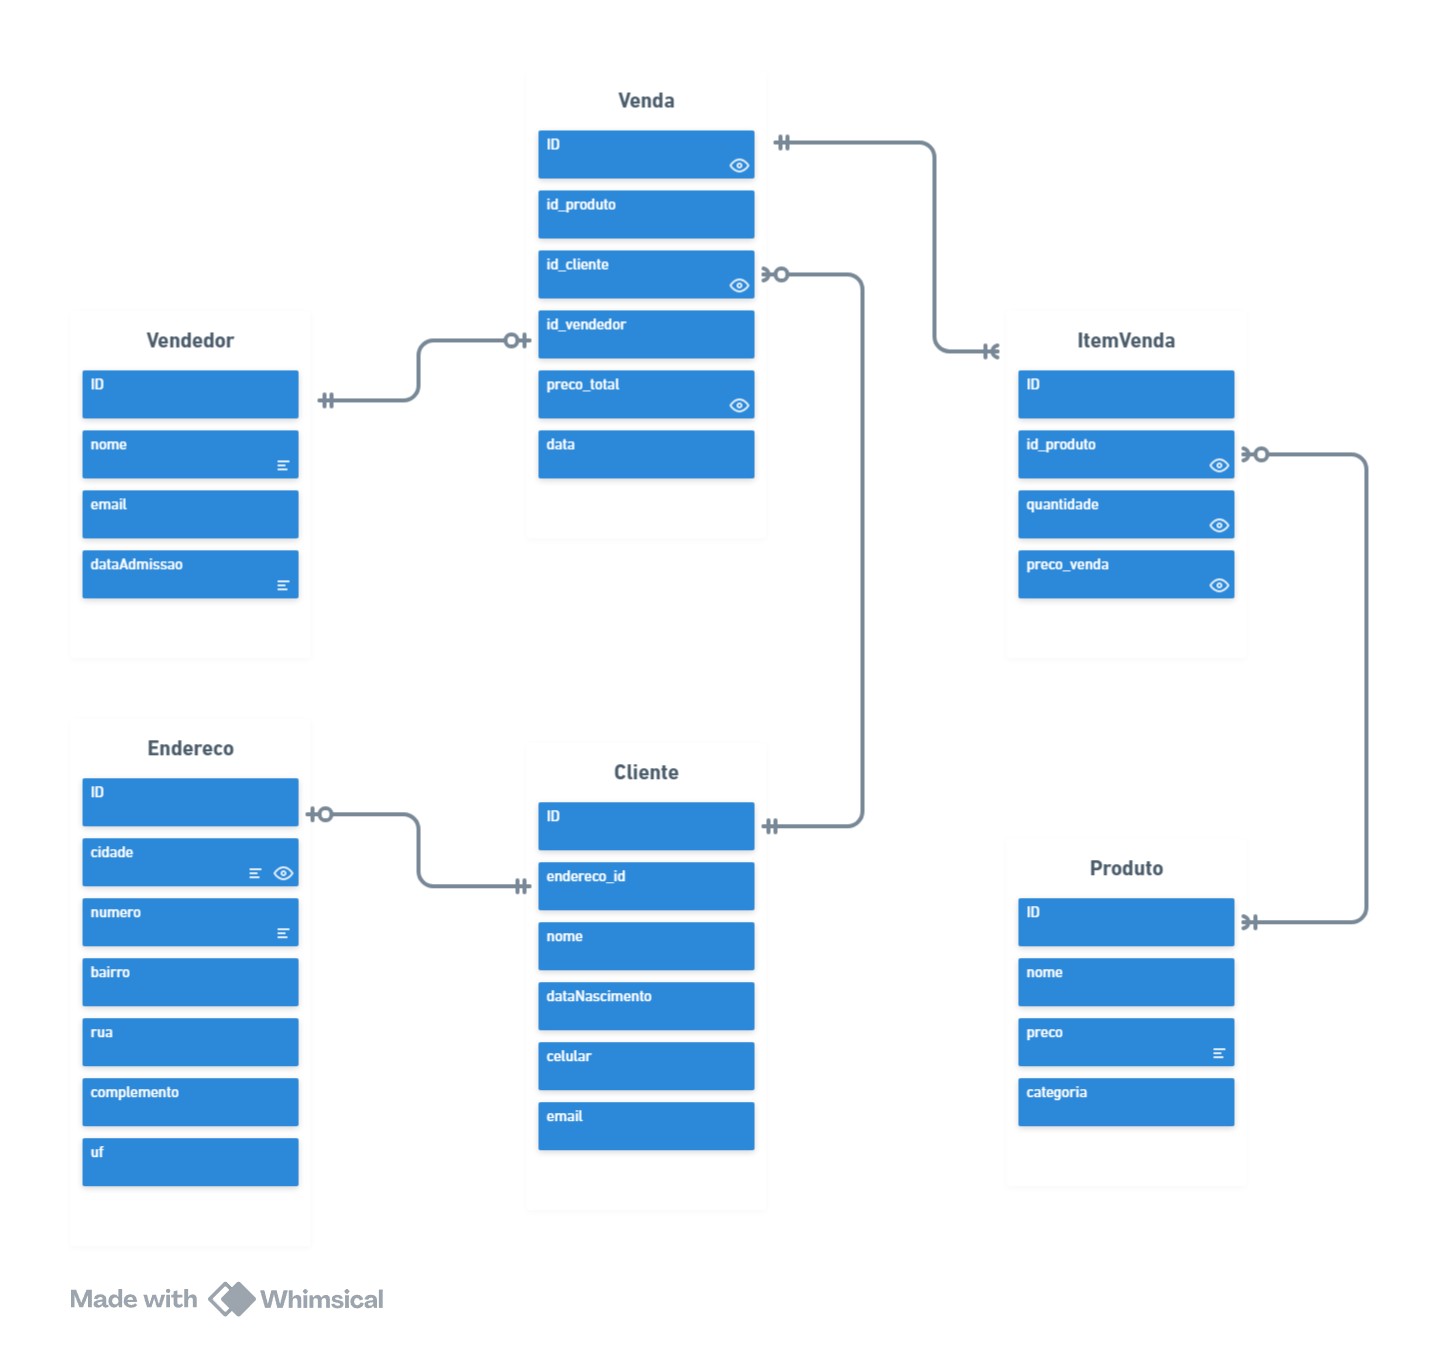 Venda
ID
id_produto
id_cliente
id_vendedor
preco_total
data
Vendedor
ID
nome
email
dataAdmissao
ItemVenda
ID
id_produto
quantidade
preco_venda
Endereco
ID
cidade
numero
bairro
rua
complemento
uf
Cliente
ID
endereco_id
nome
dataNascimento
celular
email
Produto
ID
nome
preco
categoria
Made with Whimsical